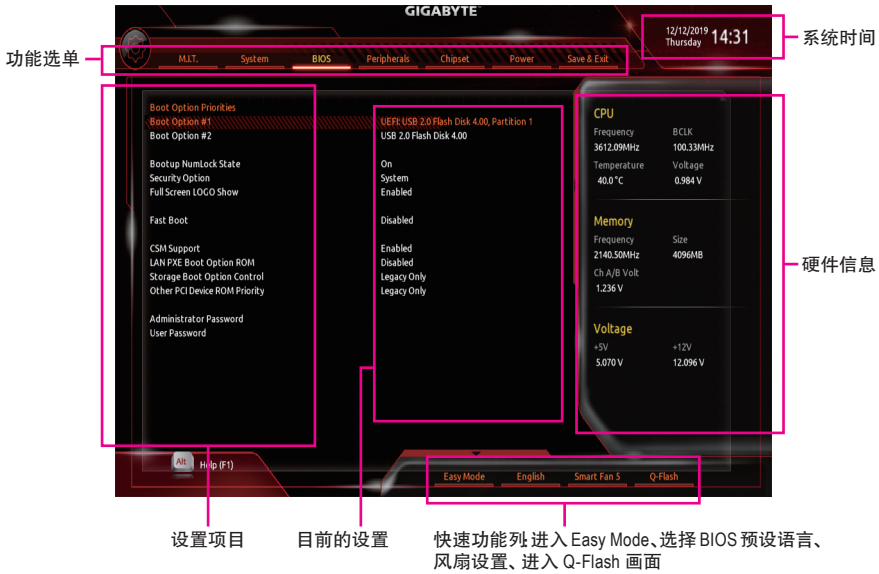 GIGABYTE™
12/12/2019 14:31
Thursday
系统时间
功能选单
M.I.T. System BIOS Peripherals Chipset Power Save & Exit
Boot Option Priorities
Boot Option #1 UEFI: USB 2.0 Flash Disk 4.00, Partition 1
Boot Option #2 USB 2.0 Flash Disk 4.00
Bootup NumLock State On
Security Option System
Full Screen LOGO Show Enabled
Fast Boot Disabled
CSM Support Enabled
LAN PXE Boot Option ROM Disabled
Storage Boot Option Control Legacy Only
Other PCI Device ROM Priority Legacy Only
Administrator Password
User Password
CPU
Frequency BCLK
3612.09MHz 100.33MHz
Temperature Voltage
40.0 °C 0.984 V
Memory
Frequency Size
2140.50MHz 4096MB
Ch A/B Volt
1.236 V
Voltage
+5V +12V
5.070 V 12.096 V
硬件信息
Alt Help (F1)
Easy Mode English Smart Fan 5 Q-Flash
设置项目
目前的设置
快速功能列:进入 Easy Mode、选择 BIOS 预设语言、
风扇设置、进入 Q-Flash 画面